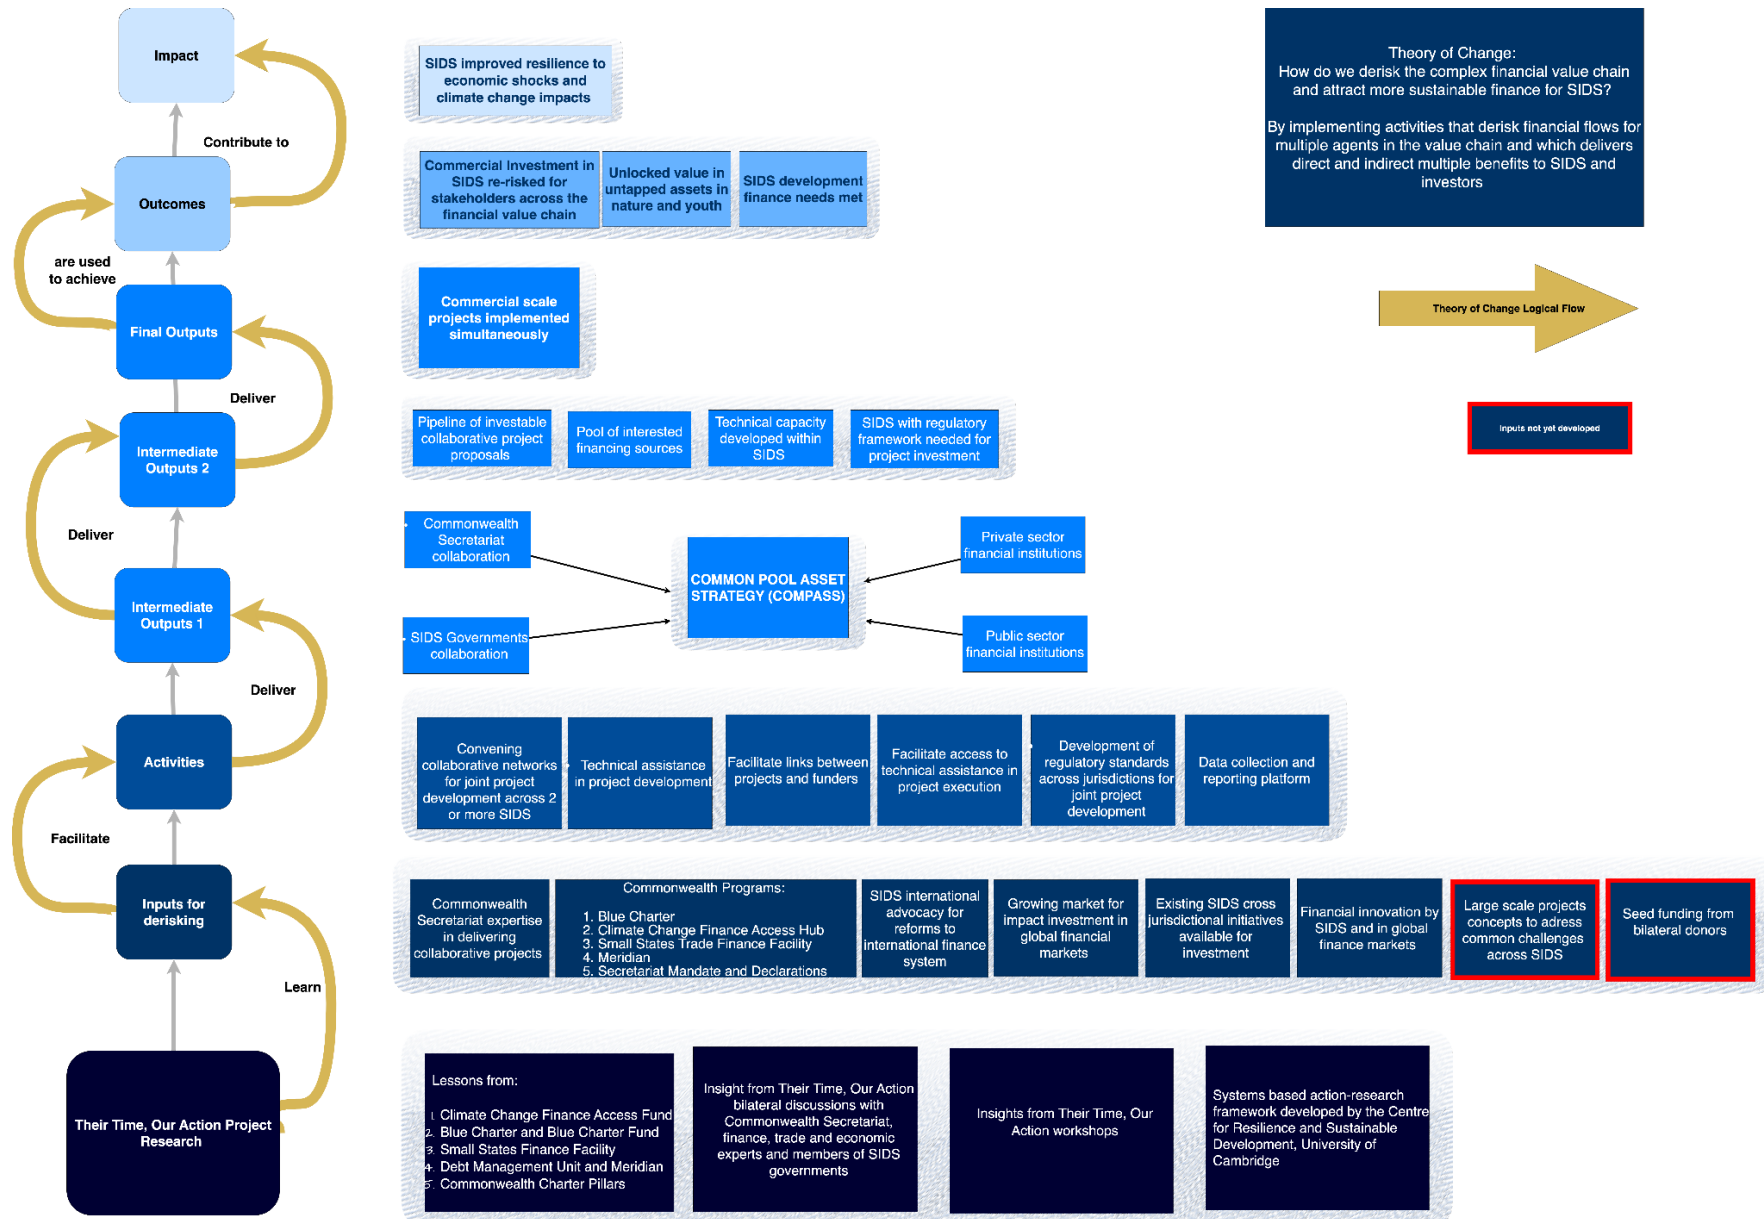 Impact
Contribute to
Outcomes
are used
to achieve
Final Outputs
Deliver
Intermediate
Outputs 2
Deliver
Intermediate
Outputs 1
Deliver
Activities
Facilitate
Inputs for
derisking
Learn
Their Time, Our Action Project
Research
SIDS improved resilience to
economic shocks and
climate change impacts
Commercial Investment in
SIDS re-risked for
stakeholders across the
financial value chain
Unlocked value in
untapped assets in
nature and youth
SIDS development
finance needs met
Commercial scale
projects implemented
simultaneously
Pipeline of investable
collaborative project
proposals
Pool of interested
financing sources
Technical capacity
developed within
SIDS
SIDS with regulatory
framework needed for
project investment
• Commonwealth
Secretariat
collaboration
• SIDS Governments
collaboration
COMMON POOL ASSET
STRATEGY (COMPASS)
Private sector
financial institutions
Public sector
financial institutions
Convening
collaborative networks
for joint project
development across 2
or more SIDS
• Technical assistance
in project development
Facilitate links between
projects and funders
Facilitate access to
technical assistance in
project execution
• Development of
regulatory standards
across jurisdictions for
joint project
development
Data collection and
reporting platform
Commonwealth
Secretariat expertise
in delivering
collaborative projects
Commonwealth Programs:
1. Blue Charter
2. Climate Change Finance Access Hub
3. Small States Trade Finance Facility
4. Meridian
5. Secretariat Mandate and Declarations
SIDS international
advocacy for
reforms to
international finance
system
Growing market for
impact investment in
global financial
markets
Existing SIDS cross
jurisdictional initiatives
available for
investment
Financial innovation by
SIDS and in global
finance markets
Large scale projects
concepts to adress
common challenges
across SIDS
Seed funding from
bilateral donors
Lessons from:
1. Climate Change Finance Access Fund
2. Blue Charter and Blue Charter Fund
3. Small States Finance Facility
4. Debt Management Unit and Meridian
5. Commonwealth Charter Pillars
Insight from Their Time, Our Action
bilateral discussions with
Commonwealth Secretariat,
finance, trade and economic
experts and members of SIDS
governments
Insights from Their Time, Our
Action workshops
Systems based action-research
framework developed by the Centre
for Resilience and Sustainable
Development, University of
Cambridge
Theory of Change:
How do we derisk the complex financial value chain
and attract more sustainable finance for SIDS?
By implementing activities that derisk financial flows for
multiple agents in the value chain and which delivers
direct and indirect multiple benefits to SIDS and
investors
Theory of Change Logical Flow
Inputs not yet developed